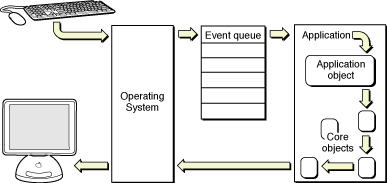 Event queue
Application
Application
object
Operating
System
Core
objects